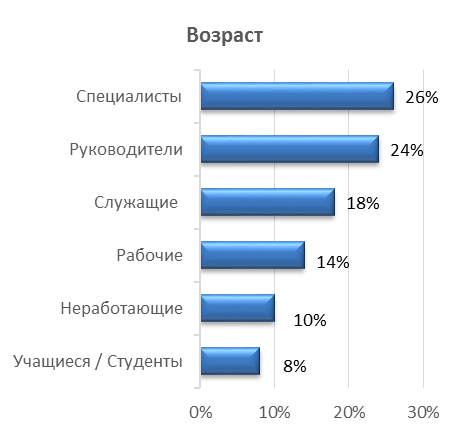 Возраст
Специалисты 26%
Руководители 24%
Служащие 18%
Рабочие 14%
Неработающие 10%
Учащиеся / Студенты 8%
0% 10% 20% 30%